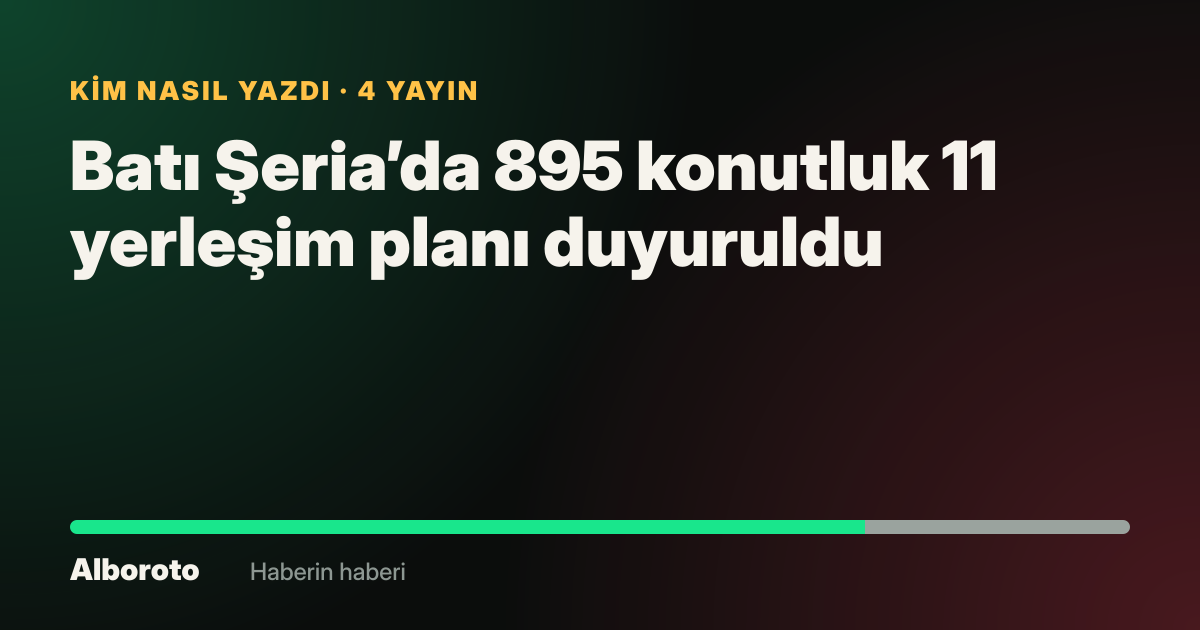 KİM NASIL YAZDI · 4 YAYIN
Batı Şeria’da 895 konutluk 11
yerleşim planı duyuruldu
Alboroto
Haberin haberi